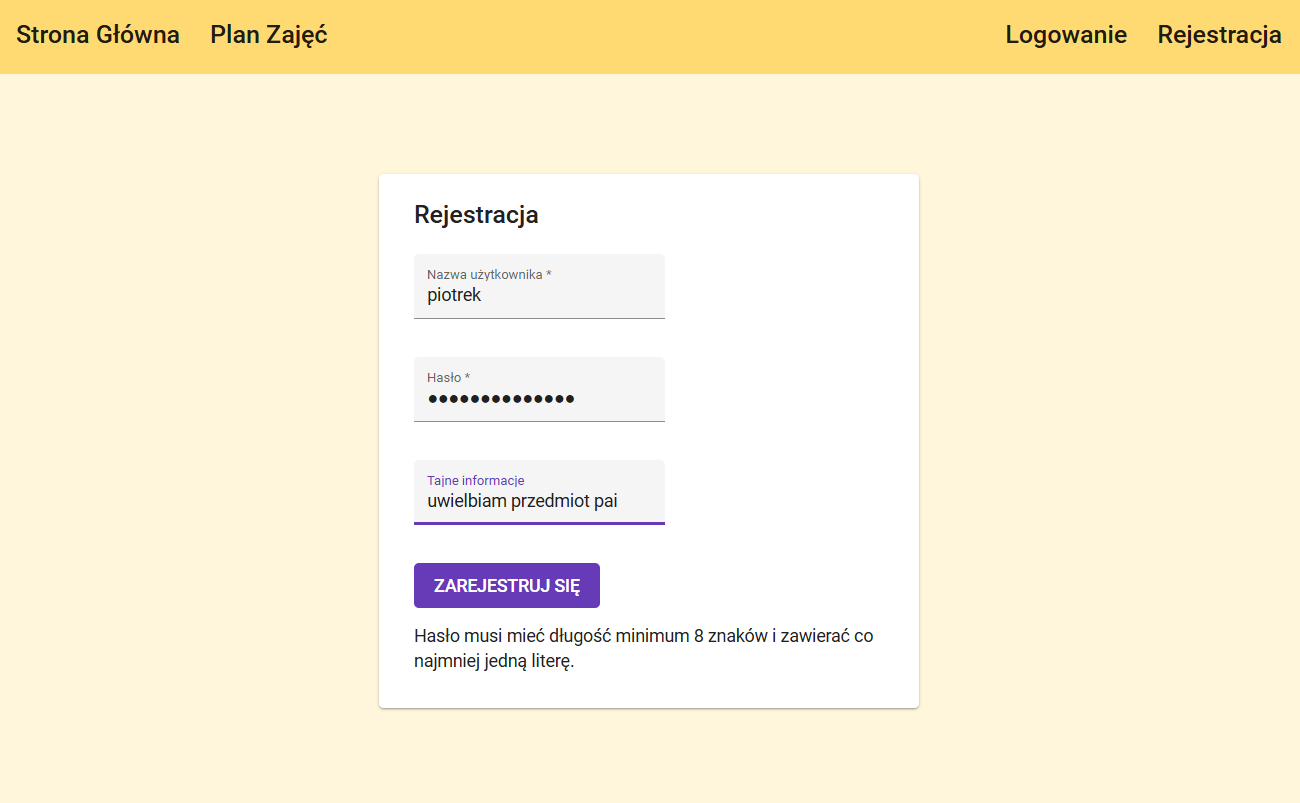 Strona Główna Plan Zajęć Logowanie Rejestracja
Rejestracja
Nazwa użytkownika *
piotrek
Hasło *
••••••••••••••
Tajne informacje
uwielbiam przedmiot pai
ZAREJESTRUJ SIĘ
Hasło musi mieć długość minimum 8 znaków i zawierać co
najmniej jedną literę.